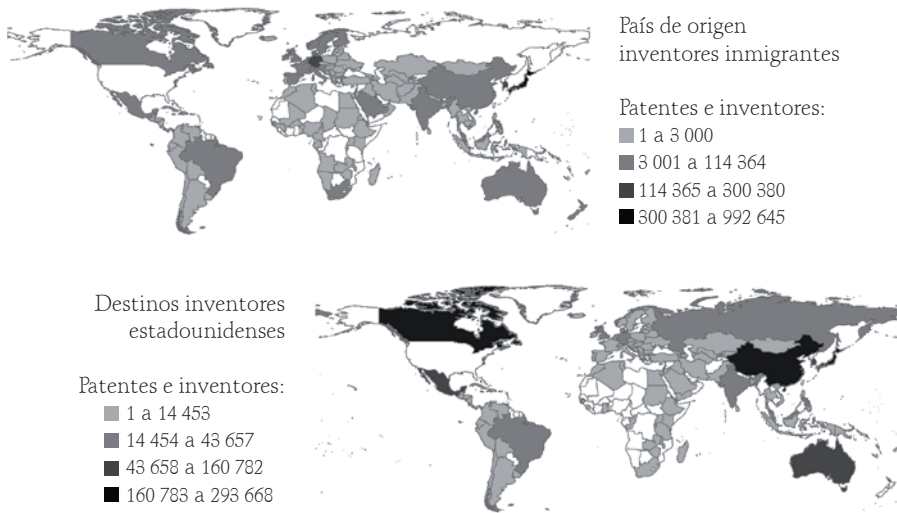 País de origen
inventores inmigrantes
Patentes e inventores:
1 a 3 000
3 001 a 114 364
114 365 a 300 380
300 381 a 992 645
Destinos inventores
estadounidenses
Patentes e inventores:
1 a 14 453
14 454 a 43 657
43 658 a 160 782
160 783 a 293 668